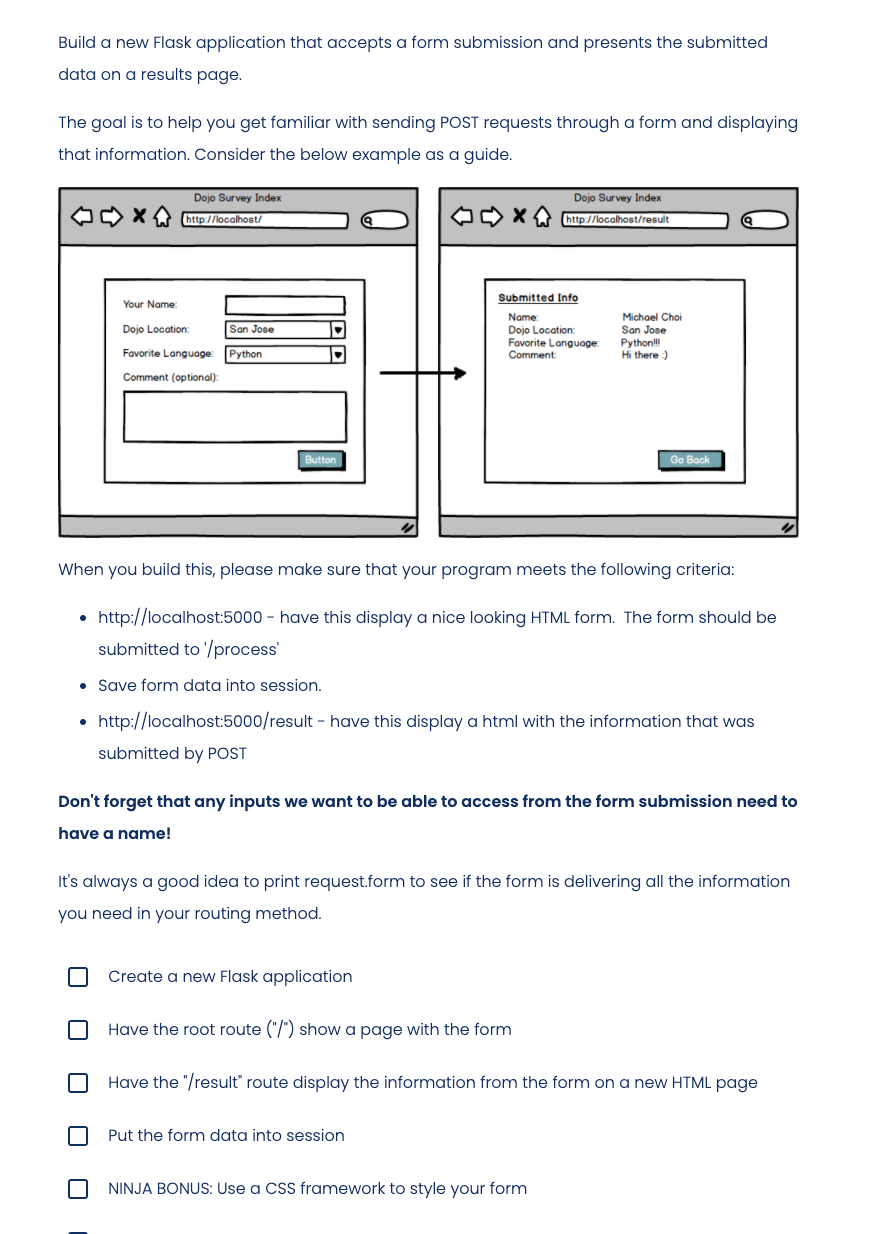 Build a new Flask application that accepts a form submission and presents the submitted
data on a results page.
The goal is to help you get familiar with sending POST requests through a form and displaying
that information. Consider the below example as a guide.
Dojo Survey Index
http://localhost/
Your Name:
Dojo Location: San Jose
Favorite Language: Python
Comment (optional):
Button
Dojo Survey Index
http://localhost/result
Submitted Info
Name: Michael Choi
Dojo Location: San Jose
Favorite Language: Python!!!
Comment: Hi there :)
Go Back
When you build this, please make sure that your program meets the following criteria:
• http://localhost:5000 - have this display a nice looking HTML form.  The form should be
submitted to '/process'
• Save form data into session.
• http://localhost:5000/result - have this display a html with the information that was
submitted by POST
Don't forget that any inputs we want to be able to access from the form submission need to
have a name!
It's always a good idea to print request.form to see if the form is delivering all the information
you need in your routing method.
Create a new Flask application
Have the root route ("/") show a page with the form
Have the "/result" route display the information from the form on a new HTML page
Put the form data into session
NINJA BONUS: Use a CSS framework to style your form